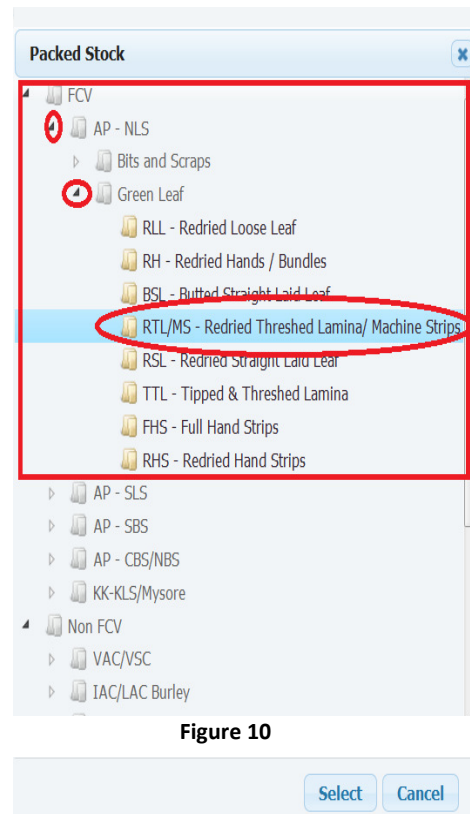 Packed Stock
FCV
AP - NLS
Bits and Scraps
Green Leaf
RLL - Redried Loose Leaf
RH - Redried Hands / Bundles
BSL - Butted Straight Laid Leaf
RTL/MS - Redried Threshed Lamina/ Machine Strips
RSL - Redried Straight Laid Leaf
TTL - Tipped & Threshed Lamina
FHS - Full Hand Strips
RHS - Redried Hand Strips
AP - SLS
AP - SBS
AP - CBS/NBS
KK-KLS/Mysore
Non FCV
VAC/VSC
IAC/LAC Burley
Figure 10
Select Cancel